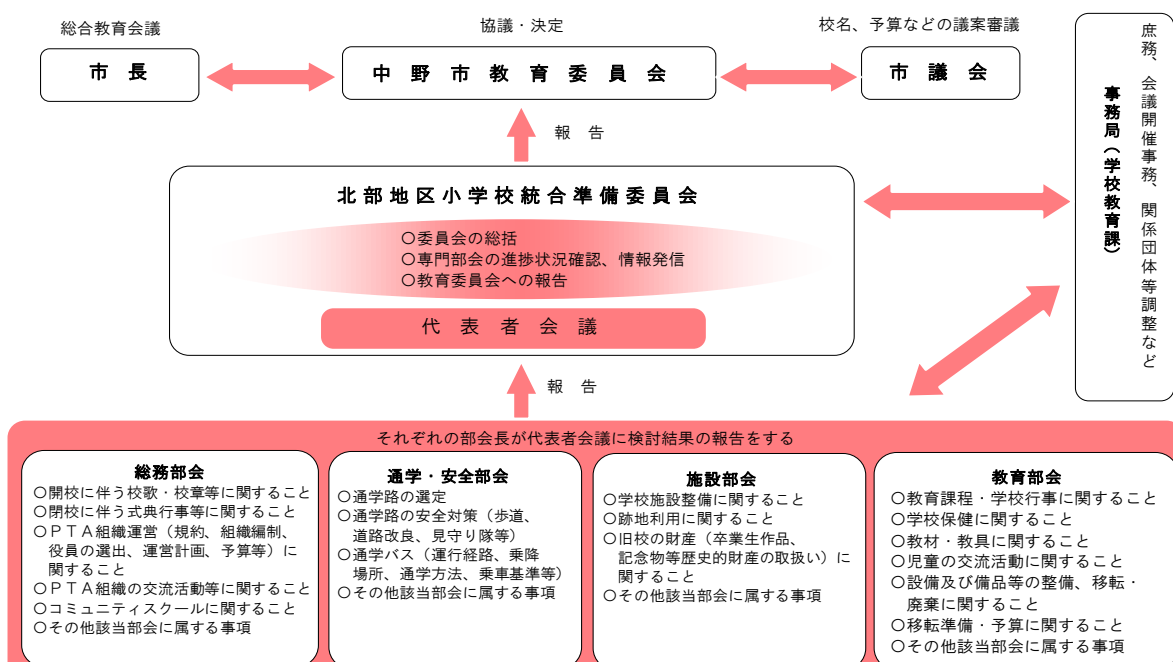 総合教育会議
協議・決定
校名、予算などの議案審議
市長
中野市教育委員会
市議会
報告
北部地区小学校統合準備委員会
○委員会の総括
○専門部会の進捗状況確認、情報発信
○教育委員会への報告
代表者会議
庶務、会議開催事務、関係団体等調整など
事務局(学校教育課)
報告
それぞれの部会長が代表者会議に検討結果の報告をする
総務部会
○開校に伴う校歌・校章等に関すること
○閉校に伴う式典行事等に関すること
○PTA組織運営(規約、組織編制、
役員の選出、運営計画、予算等)に
関すること
○PTA組織の交流活動等に関すること
○コミュニティスクールに関すること
○その他該当部会に属する事項
通学・安全部会
○通学路の選定
○通学路の安全対策(歩道、
道路改良、見守り隊等)
○通学バス(運行経路、乗降
場所、通学方法、乗車基準等)
○その他該当部会に属する事項
施設部会
○学校施設整備に関すること
○跡地利用に関すること
○旧校の財産(卒業生作品、
記念物等歴史的財産の取扱い)に
関すること
○その他該当部会に属する事項
教育部会
○教育課程・学校行事に関すること
○学校保健に関すること
○教材・教具に関すること
○児童の交流活動に関すること
○設備及び備品等の整備、移転・
廃棄に関すること
○移転準備・予算に関すること
○その他該当部会に属する事項